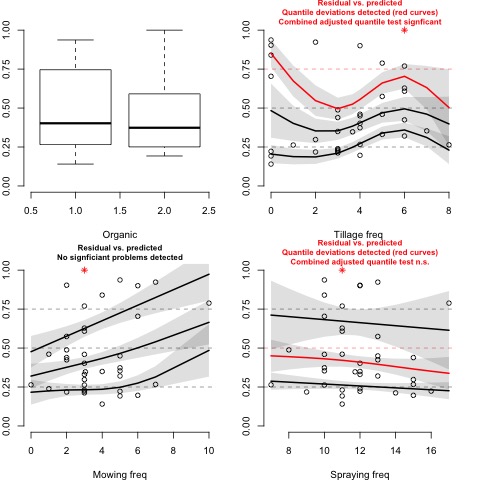 0.00 0.25 0.50 0.75 1.00
0.5 1.0 1.5 2.0 2.5
Organic
Residual vs. predicted
Quantile deviations detected (red curves)
Combined adjusted quantile test signficant
0.00 0.25 0.50 0.75 1.00
0 2 4 6 8
Tillage freq
Residual vs. predicted
No signficiant problems detected
0.00 0.25 0.50 0.75 1.00
0 2 4 6 8 10
Mowing freq
Residual vs. predicted
Quantile deviations detected (red curves)
Combined adjusted quantile test n.s.
0.00 0.25 0.50 0.75 1.00
8 10 12 14 16
Spraying freq